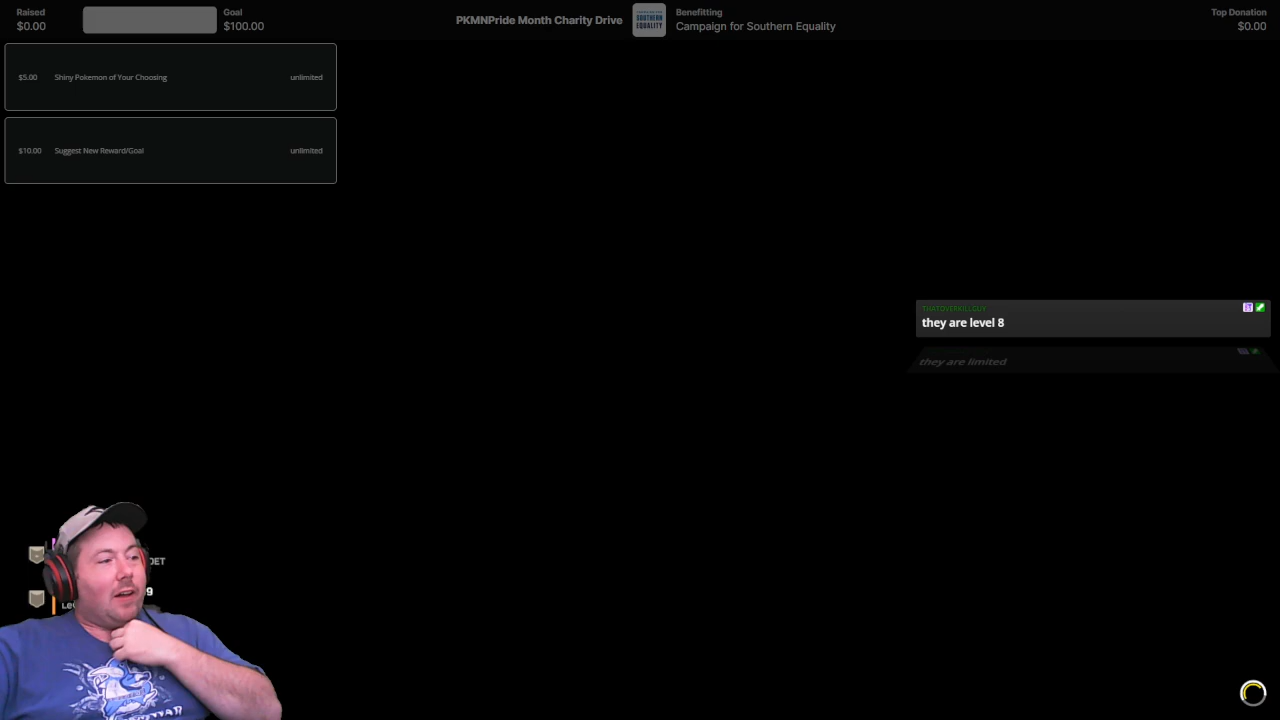 Raised
$0.00
Goal
$100.00
PKMNPride Month Charity Drive
SOUTHERN
EQUALITY
Benefitting
Campaign for Southern Equality
Top Donation
$0.00
$5.00 Shiny Pokemon of Your Choosing unlimited
$10.00 Suggest New Reward/Goal unlimited
THATOVERKILLGUY
they are level 8
they are limited